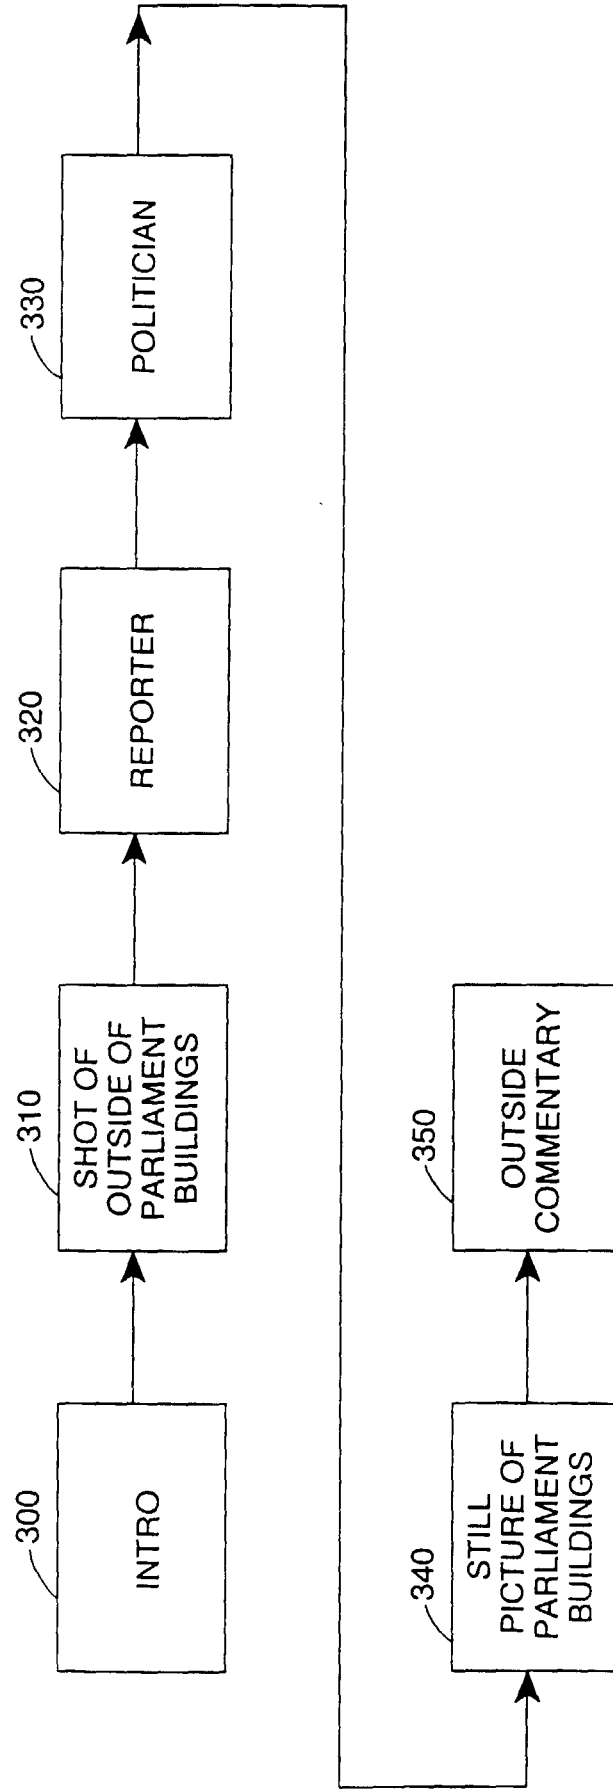 300
INTRO
310
SHOT OF
OUTSIDE OF
PARLIAMENT
BUILDINGS
320
REPORTER
330
POLITICIAN
340
STILL
PICTURE OF
PARLIAMENT
BUILDINGS
350
OUTSIDE
COMMENTARY